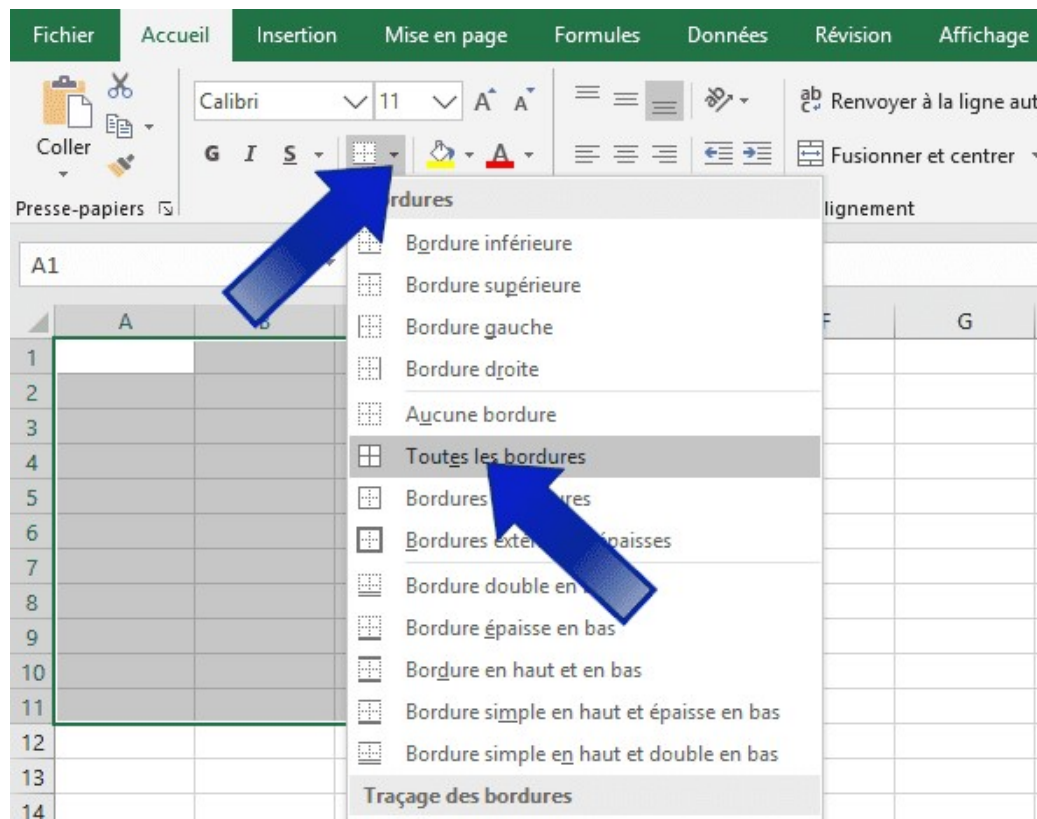 Fichier Accueil Insertion Mise en page Formules Données Révision Affichage
Calibri 11 A A ab Renvoyer à la ligne aut
Coller G I S A Fusionner et centrer
Presse-papiers rdures lignement
A1
Bordure inférieure
Bordure supérieure
A F G
Bordure gauche
1
Bordure droite
2
Aucune bordure
3
4 Toutes les bordures
5 Bordures
6 Bordures épaisses
7
Bordure double en
8
9 Bordure épaisse en bas
10 Bordure en haut et en bas
11 Bordure simple en haut et épaisse en bas
12 Bordure simple en haut et double en bas
13
Traçage des bordures
14